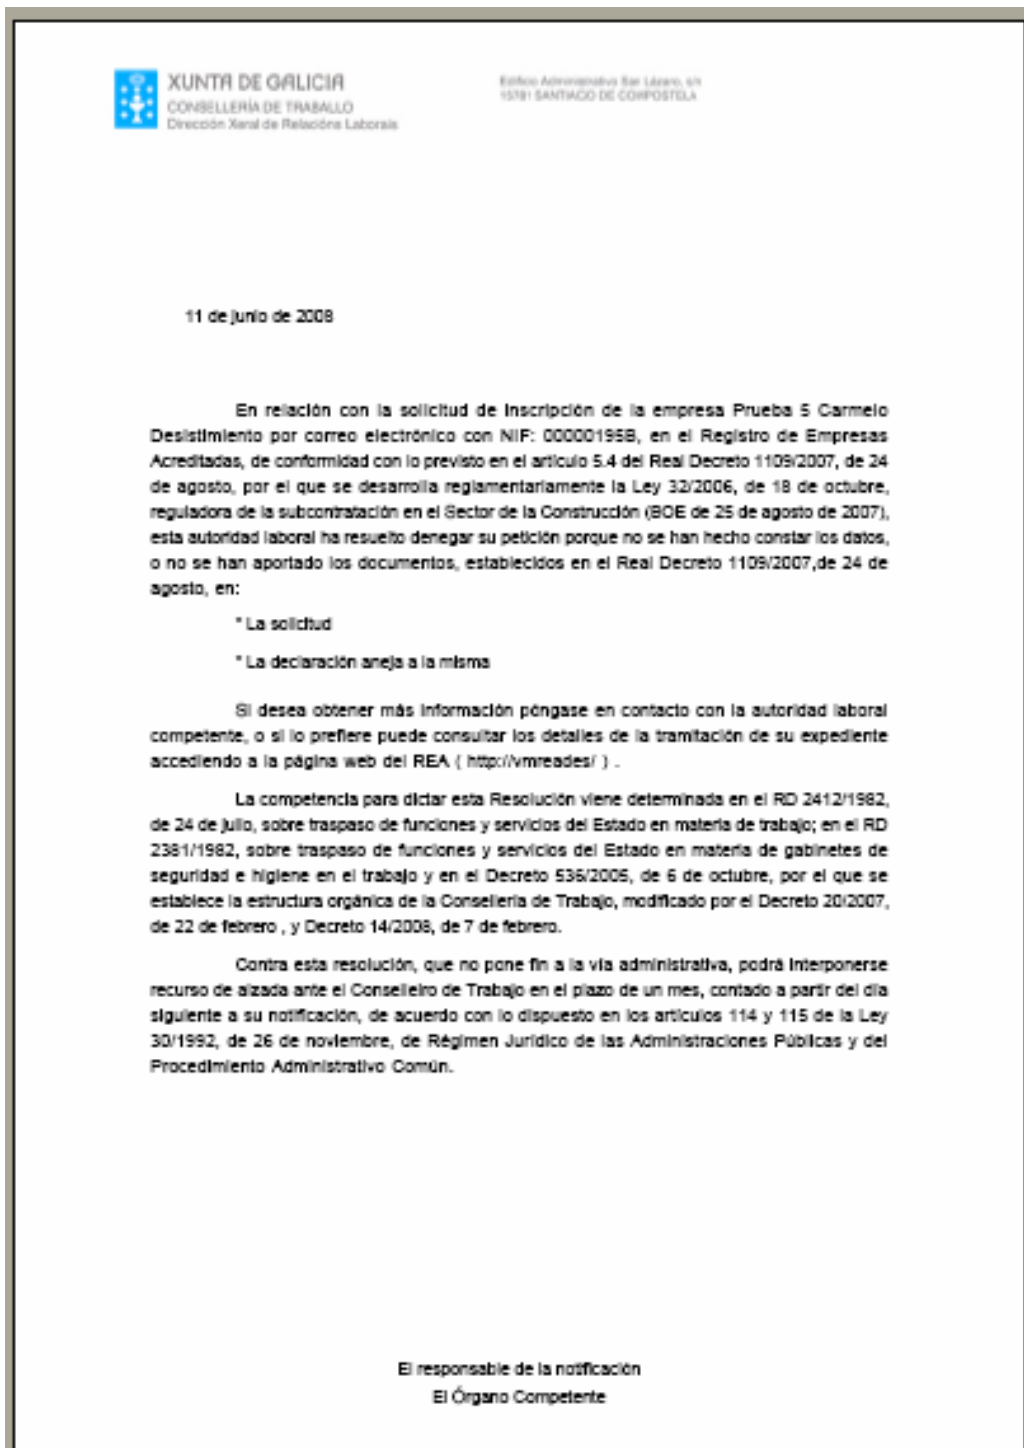 XUNTA DE GALICIA
CONSELLERÍA DE TRABALLO
Dirección Xeral de Relacións Laborais
Edificio Administrativo San Lázaro, s/n
15781 SANTIAGO DE COMPOSTELA
11 de junio de 2008
En relación con la solicitud de inscripción de la empresa Prueba 5 Carmelo
Desistimiento por correo electrónico con NIF: 00000195B, en el Registro de Empresas
Acreditadas, de conformidad con lo previsto en el artículo 5.4 del Real Decreto 1109/2007, de 24
de agosto, por el que se desarrolla reglamentariamente la Ley 32/2006, de 18 de octubre,
reguladora de la subcontratación en el Sector de la Construcción (BOE de 25 de agosto de 2007),
esta autoridad laboral ha resuelto denegar su petición porque no se han hecho constar los datos,
o no se han aportado los documentos, establecidos en el Real Decreto 1109/2007,de 24 de
agosto, en:
* La solicitud
* La declaración aneja a la misma
Si desea obtener más información póngase en contacto con la autoridad laboral
competente, o si lo prefiere puede consultar los detalles de la tramitación de su expediente
accediendo a la página web del REA ( http://vmreades/ ) .
La competencia para dictar esta Resolución viene determinada en el RD 2412/1982,
de 24 de julio, sobre traspaso de funciones y servicios del Estado en materia de trabajo; en el RD
2381/1982, sobre traspaso de funciones y servicios del Estado en materia de gabinetes de
seguridad e higiene en el trabajo y en el Decreto 536/2005, de 6 de octubre, por el que se
establece la estructura orgánica de la Consellería de Trabajo, modificado por el Decreto 20/2007,
de 22 de febrero , y Decreto 14/2008, de 7 de febrero.
Contra esta resolución, que no pone fin a la vía administrativa, podrá interponerse
recurso de alzada ante el Conselleiro de Trabajo en el plazo de un mes, contado a partir del día
siguiente a su notificación, de acuerdo con lo dispuesto en los artículos 114 y 115 de la Ley
30/1992, de 26 de noviembre, de Régimen Jurídico de las Administraciones Públicas y del
Procedimiento Administrativo Común.
El responsable de la notificación
El Órgano Competente